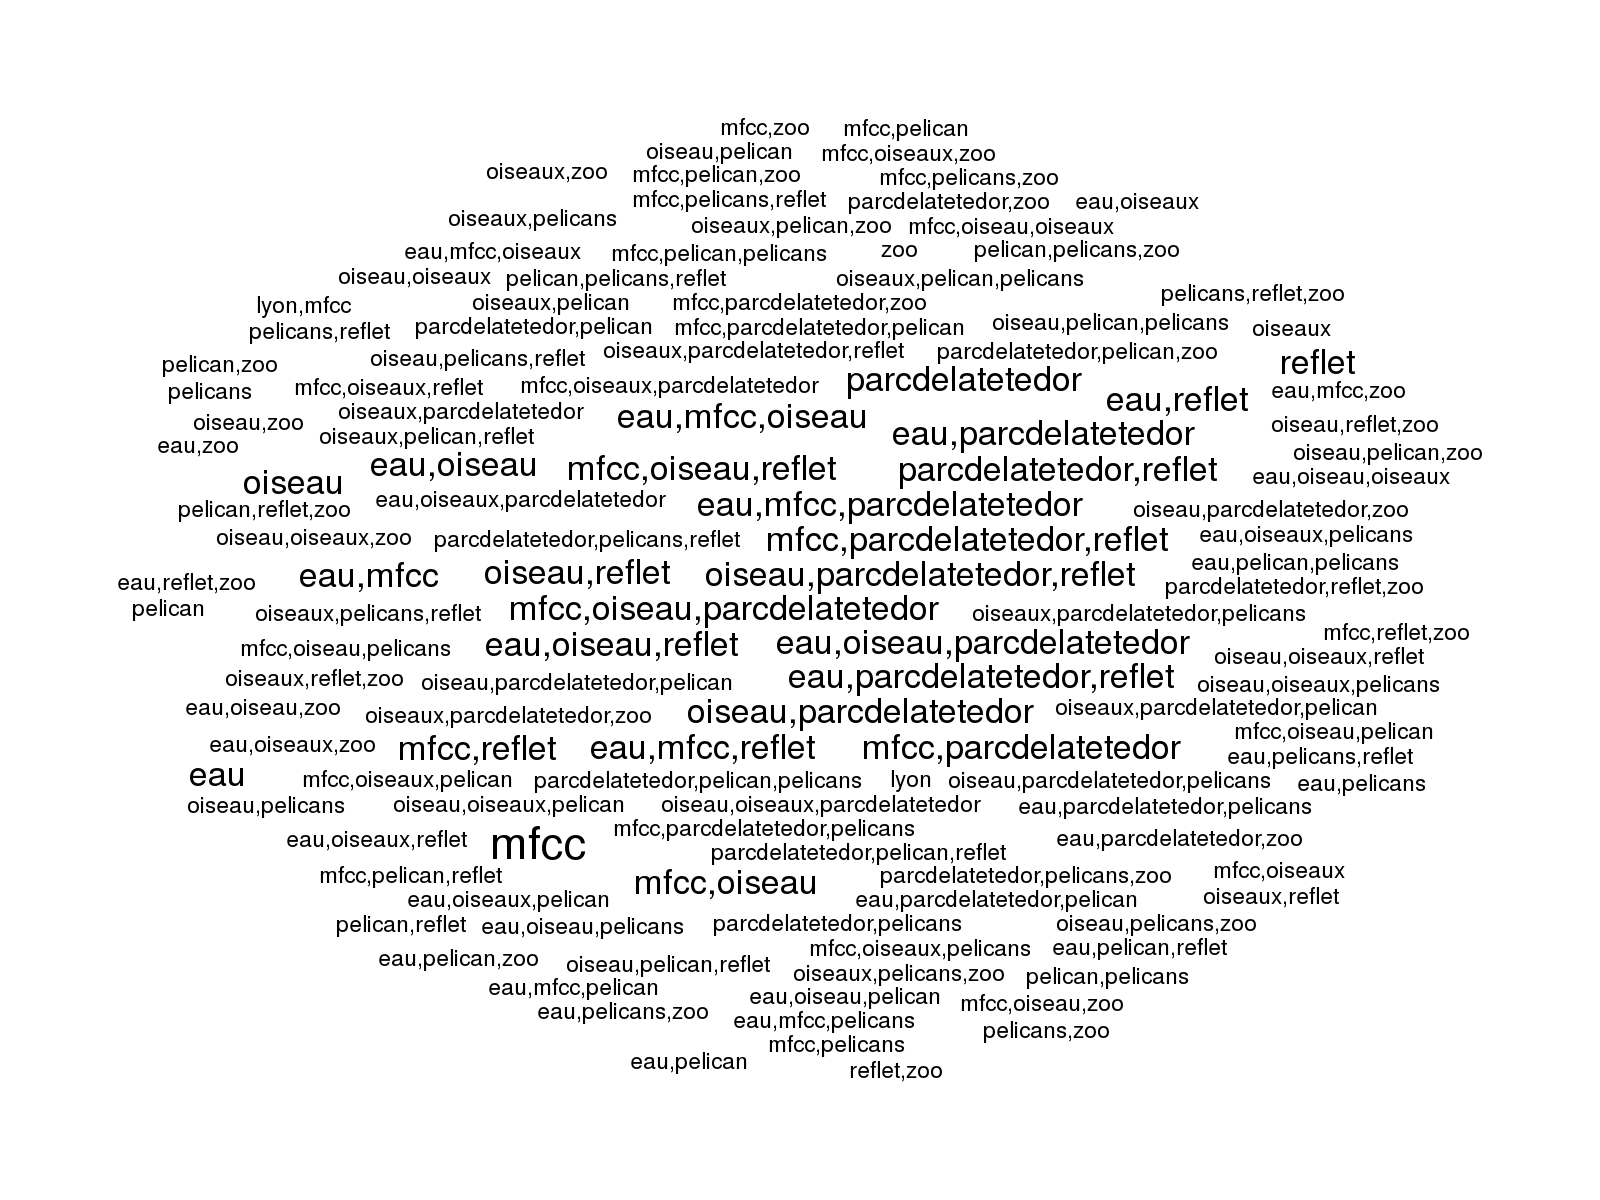 mfcc,zoo mfcc,pelican
oiseau,pelican mfcc,oiseaux,zoo
oiseaux,zoo mfcc,pelican,zoo mfcc,pelicans,zoo
mfcc,pelicans,reflet parcdelatetedor,zoo eau,oiseaux
oiseaux,pelicans oiseaux,pelican,zoo mfcc,oiseau,oiseaux
eau,mfcc,oiseaux mfcc,pelican,pelicans zoo pelican,pelicans,zoo
oiseau,oiseaux pelican,pelicans,reflet oiseaux,pelican,pelicans
lyon,mfcc oiseaux,pelican mfcc,parcdelatetedor,zoo pelicans,reflet,zoo
pelicans,reflet parcdelatetedor,pelican mfcc,parcdelatetedor,pelican oiseau,pelican,pelicans oiseaux
pelican,zoo oiseau,pelicans,reflet oiseaux,parcdelatetedor,reflet parcdelatetedor,pelican,zoo reflet
pelicans mfcc,oiseaux,reflet mfcc,oiseaux,parcdelatetedor parcdelatetedor eau,mfcc,zoo
oiseaux,parcdelatetedor eau,mfcc,oiseau eau,reflet
oiseau,zoo oiseaux,pelican,reflet eau,parcdelatetedor oiseau,reflet,zoo
eau,zoo oiseau,pelican,zoo
oiseau eau,oiseau mfcc,oiseau,reflet parcdelatetedor,reflet eau,oiseau,oiseaux
pelican,reflet,zoo eau,oiseaux,parcdelatetedor eau,mfcc,parcdelatetedor oiseau,parcdelatetedor,zoo
oiseau,oiseaux,zoo parcdelatetedor,pelicans,reflet mfcc,parcdelatetedor,reflet eau,oiseaux,pelicans
eau,pelican,pelicans
eau,reflet,zoo eau,mfcc oiseau,reflet oiseau,parcdelatetedor,reflet parcdelatetedor,reflet,zoo
pelican oiseaux,pelicans,reflet mfcc,oiseau,parcdelatetedor oiseaux,parcdelatetedor,pelicans
mfcc,oiseau,pelicans eau,oiseau,reflet eau,oiseau,parcdelatetedor mfcc,reflet,zoo
oiseau,oiseaux,reflet
oiseaux,reflet,zoo oiseau,parcdelatetedor,pelican eau,parcdelatetedor,reflet oiseau,oiseaux,pelicans
eau,oiseau,zoo oiseaux,parcdelatetedor,zoo oiseau,parcdelatetedor oiseaux,parcdelatetedor,pelican
mfcc,oiseau,pelican
eau,oiseaux,zoo mfcc,reflet eau,mfcc,reflet mfcc,parcdelatetedor eau,pelicans,reflet
eau mfcc,oiseaux,pelican parcdelatetedor,pelican,pelicans lyon oiseau,parcdelatetedor,pelicans eau,pelicans
oiseau,pelicans oiseau,oiseaux,pelican oiseau,oiseaux,parcdelatetedor eau,parcdelatetedor,pelicans
eau,oiseaux,reflet mfcc mfcc,parcdelatetedor,pelicans eau,parcdelatetedor,zoo
parcdelatetedor,pelican,reflet
mfcc,pelican,reflet mfcc,oiseau parcdelatetedor,pelicans,zoo mfcc,oiseaux
eau,oiseaux,pelican eau,parcdelatetedor,pelican oiseaux,reflet
pelican,reflet eau,oiseau,pelicans parcdelatetedor,pelicans oiseau,pelicans,zoo
mfcc,oiseaux,pelicans eau,pelican,reflet
eau,pelican,zoo oiseau,pelican,reflet oiseaux,pelicans,zoo pelican,pelicans
eau,mfcc,pelican eau,oiseau,pelican mfcc,oiseau,zoo
eau,pelicans,zoo eau,mfcc,pelicans pelicans,zoo
mfcc,pelicans
eau,pelican reflet,zoo